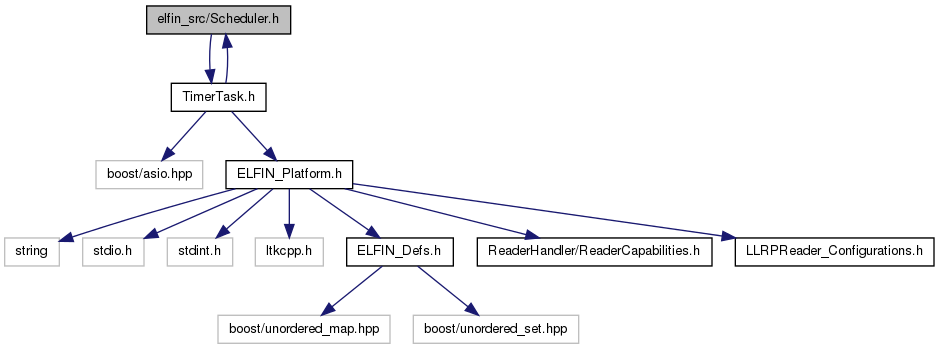 elfin_src/Scheduler.h
TimerTask.h
boost/asio.hpp
ELFIN_Platform.h
string
stdio.h
stdint.h
ltkcpp.h
ELFIN_Defs.h
ReaderHandler/ReaderCapabilities.h
LLRPReader_Configurations.h
boost/unordered_map.hpp
boost/unordered_set.hpp